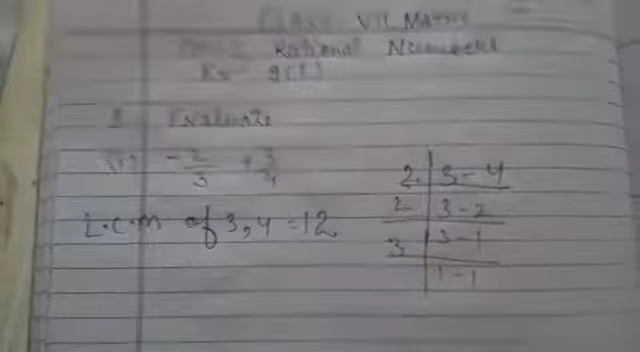 CLASS VII Maths
Rational Numbers
Ex- 2(B)
1 Evaluate
(i) -2/3 + 3/4
L.C.M of 3,4 = 12
2 | 3 - 4
2 | 3 - 2
3 | 3 - 1
1 - 1